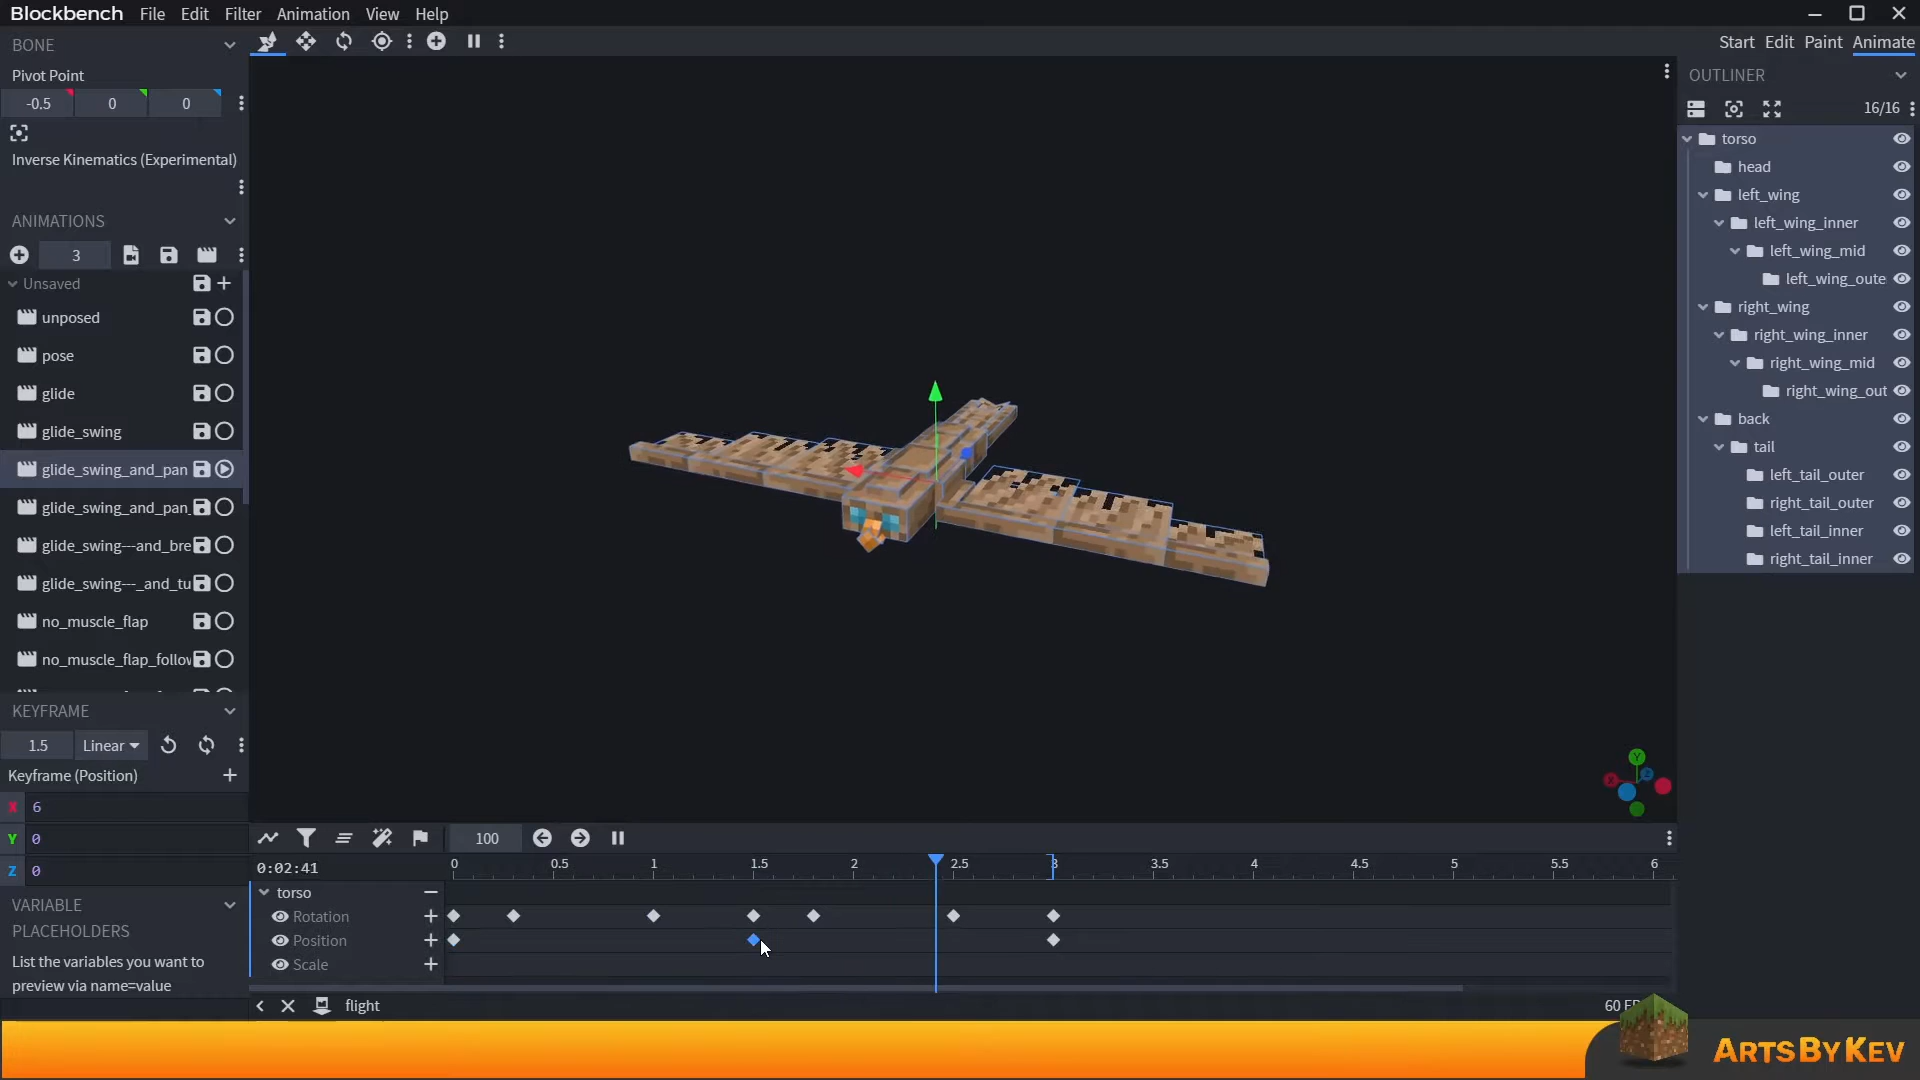 Blockbench File Edit Filter Animation View Help
Start Edit Paint Animate
BONE
Pivot Point
-0.5 0 0
Inverse Kinematics (Experimental)
ANIMATIONS
3
Unsaved
unposed
pose
glide
glide_swing
glide_swing_and_pan
glide_swing_and_pan_
glide_swing---and_bre
glide_swing---_and_tu
no_muscle_flap
no_muscle_flap_follov
KEYFRAME
1.5 Linear
Keyframe (Position)
X 6
Y 0
Z 0
VARIABLE
PLACEHOLDERS
List the variables you want to
preview via name=value
OUTLINER
16/16
torso
head
left_wing
left_wing_inner
left_wing_mid
left_wing_oute
right_wing
right_wing_inner
right_wing_mid
right_wing_out
back
tail
left_tail_outer
right_tail_outer
left_tail_inner
right_tail_inner
Y
X
Z
100
0:02:41
0 0.5 1 1.5 2 2.5 3 3.5 4 4.5 5 5.5 6
torso
Rotation
Position
Scale
flight
60 FP
ARTSBYKEV